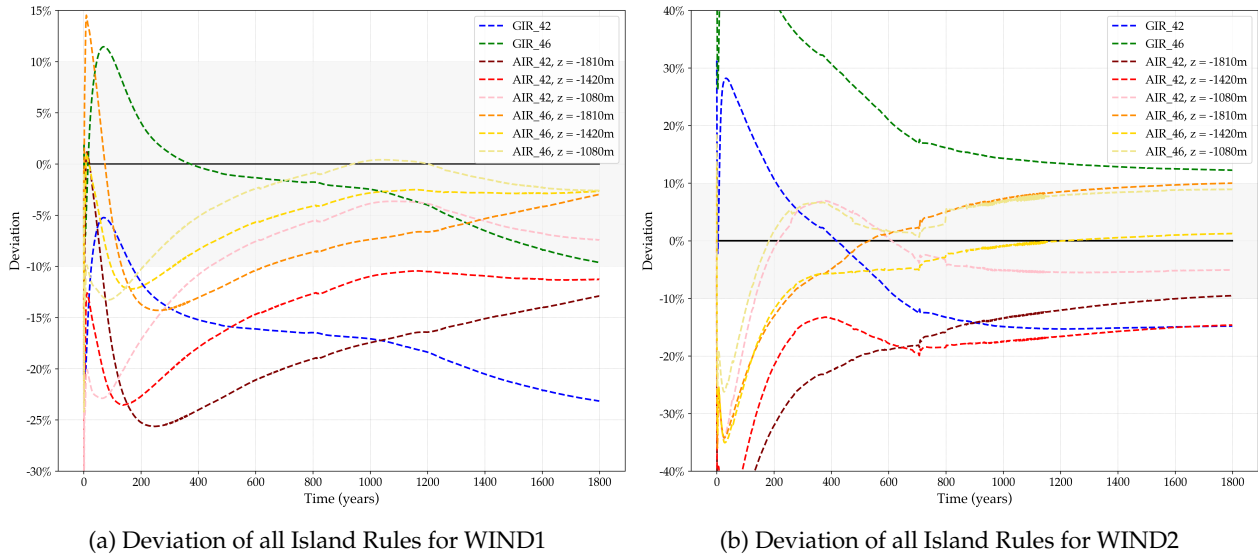 15%
10%
5%
0%
-5%
-10%
-15%
-20%
-25%
-30%
Deviation
0
200
400
600
800
1000
1200
1400
1600
1800
Time (years)
GIR_42
GIR_46
AIR_42, z = -1810m
AIR_42, z = -1420m
AIR_42, z = -1080m
AIR_46, z = -1810m
AIR_46, z = -1420m
AIR_46, z = -1080m
(a) Deviation of all Island Rules for WIND1
40%
30%
20%
10%
0%
-10%
-20%
-30%
-40%
Deviation
0
200
400
600
800
1000
1200
1400
1600
1800
Time (years)
GIR_42
GIR_46
AIR_42, z = -1810m
AIR_42, z = -1420m
AIR_42, z = -1080m
AIR_46, z = -1810m
AIR_46, z = -1420m
AIR_46, z = -1080m
(b) Deviation of all Island Rules for WIND2